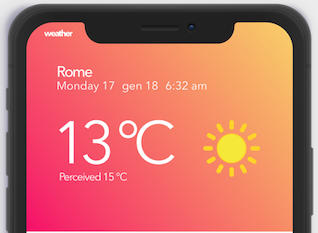 weather
Rome
Monday 17 gen 18 6:32 am
13 °C
Perceived 15 °C